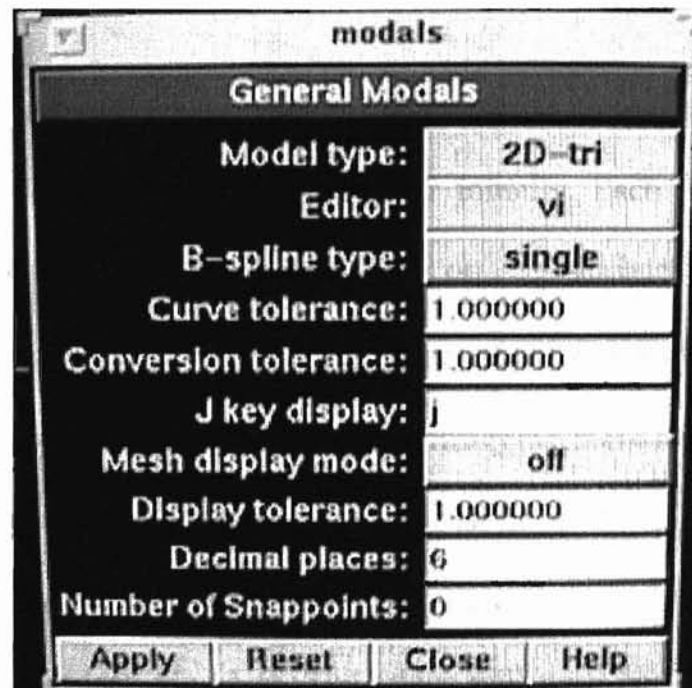 modals
General Modals
Model type: 2D-tri
Editor: vi
B-spline type: single
Curve tolerance: 1.000000
Conversion tolerance: 1.000000
J key display: j
Mesh display mode: off
Display tolerance: 1.000000
Decimal places: 6
Number of Snappoints: 0
Apply Reset Close Help